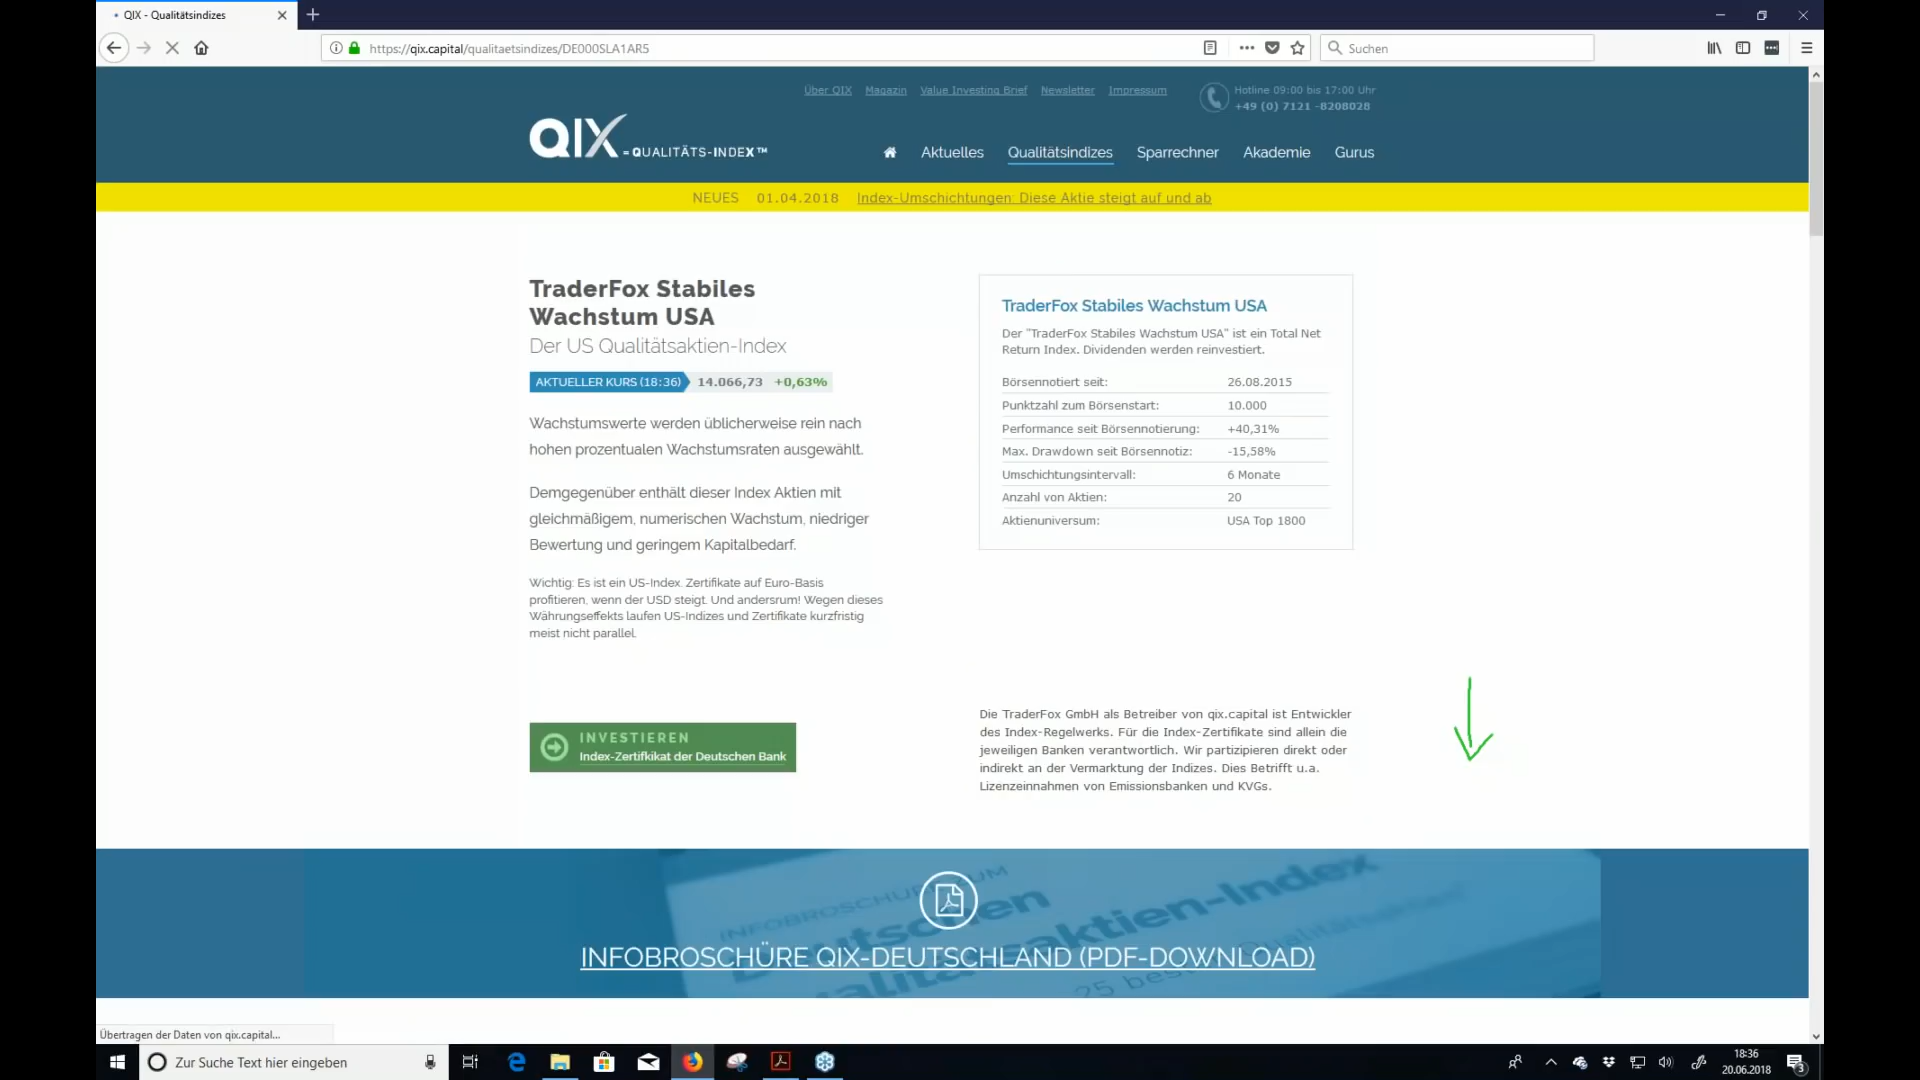 QIX - Qualitätsindizes
https://qix.capital/qualitaetsindizes/DE000SLA1AR5
Suchen
Über QIX Magazin Value Investing Brief Newsletter Impressum
Hotline 09:00 bis 17:00 Uhr
+49 (0) 7121 -8208028
QIX = QUALITÄTS-INDEX™
Aktuelles Qualitätsindizes Sparrechner Akademie Gurus
NEUES 01.04.2018 Index-Umschichtungen: Diese Aktie steigt auf und ab
TraderFox Stabiles
Wachstum USA
Der US Qualitätsaktien-Index
AKTUELLER KURS (18:36) 14.066,73 +0,63%
Wachstumswerte werden üblicherweise rein nach
hohen prozentualen Wachstumsraten ausgewählt.
Demgegenüber enthält dieser Index Aktien mit
gleichmäßigem, numerischen Wachstum, niedriger
Bewertung und geringem Kapitalbedarf.
Wichtig: Es ist ein US-Index. Zertifikate auf Euro-Basis
profitieren, wenn der USD steigt. Und andersrum! Wegen dieses
Währungseffekts laufen US-Indizes und Zertifikate kurzfristig
meist nicht parallel.
INVESTIEREN
Index-Zertifkikat der Deutschen Bank
TraderFox Stabiles Wachstum USA
Der "TraderFox Stabiles Wachstum USA" ist ein Total Net
Return Index. Dividenden werden reinvestiert.
Börsennotiert seit: 26.08.2015
Punktzahl zum Börsenstart: 10.000
Performance seit Börsennotierung: +40,31%
Max. Drawdown seit Börsennotiz: -15,58%
Umschichtungsintervall: 6 Monate
Anzahl von Aktien: 20
Aktienuniversum: USA Top 1800
Die TraderFox GmbH als Betreiber von qix.capital ist Entwickler
des Index-Regelwerks. Für die Index-Zertifikate sind allein die
jeweiligen Banken verantwortlich. Wir partizipieren direkt oder
indirekt an der Vermarktung der Indizes. Dies Betrifft u.a.
Lizenzeinnahmen von Emissionsbanken und KVGs.
INFOBROSCHÜRE ZUM
Deutschen
Qualitätsaktien-Index
25 bes
INFOBROSCHÜRE QIX-DEUTSCHLAND (PDF-DOWNLOAD)
Übertragen der Daten von qix.capital...
Zur Suche Text hier eingeben
18:36
20.06.2018
3